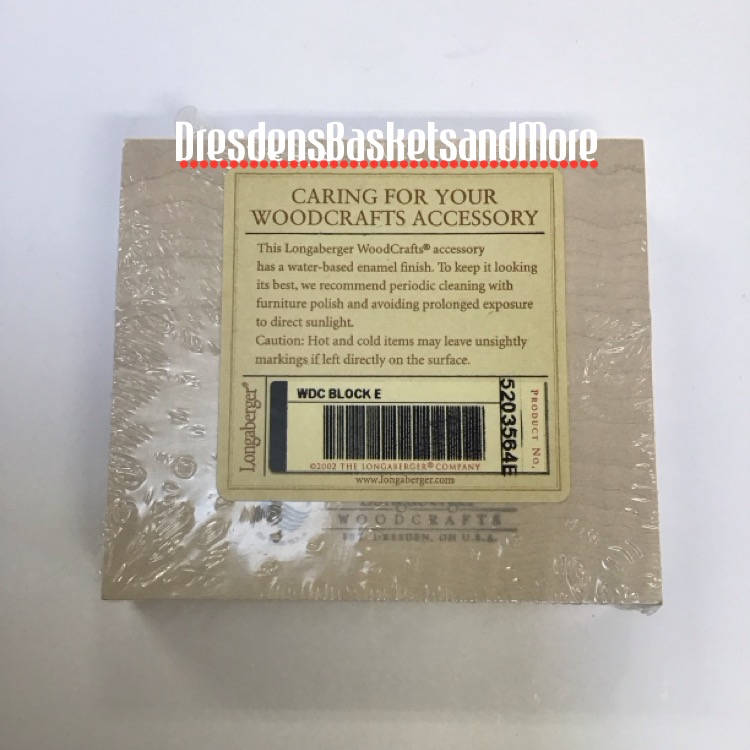 DresdensBasketsandMore
CARING FOR YOUR
WOODCRAFTS ACCESSORY
This Longaberger WoodCrafts® accessory
has a water-based enamel finish. To keep it looking
its best, we recommend periodic cleaning with
furniture polish and avoiding prolonged exposure
to direct sunlight.
Caution: Hot and cold items may leave unsightly
markings if left directly on the surface.
Longaberger®
WDC BLOCK E
5203564E
PRODUCT NO.
©2002 THE LONGABERGER® COMPANY
www.longaberger.com
Longaberger
WOODCRAFTS
DRESDEN, OH U.S.A.